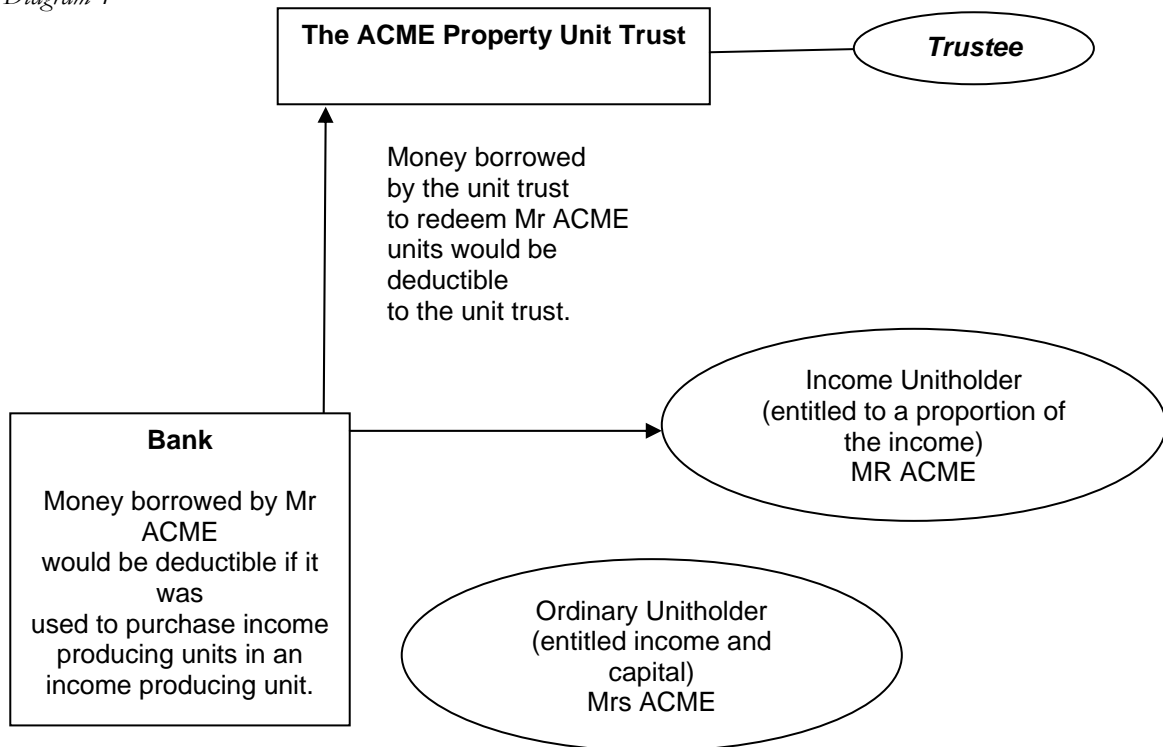 Diagram 1
The ACME Property Unit Trust
Trustee
Money borrowed
by the unit trust
to redeem Mr ACME
units would be
deductible
to the unit trust.
Income Unitholder
(entitled to a proportion of
the income)
MR ACME
Bank
Money borrowed by Mr
ACME
would be deductible if it
was
used to purchase income
producing units in an
income producing unit.
Ordinary Unitholder
(entitled income and
capital)
Mrs ACME